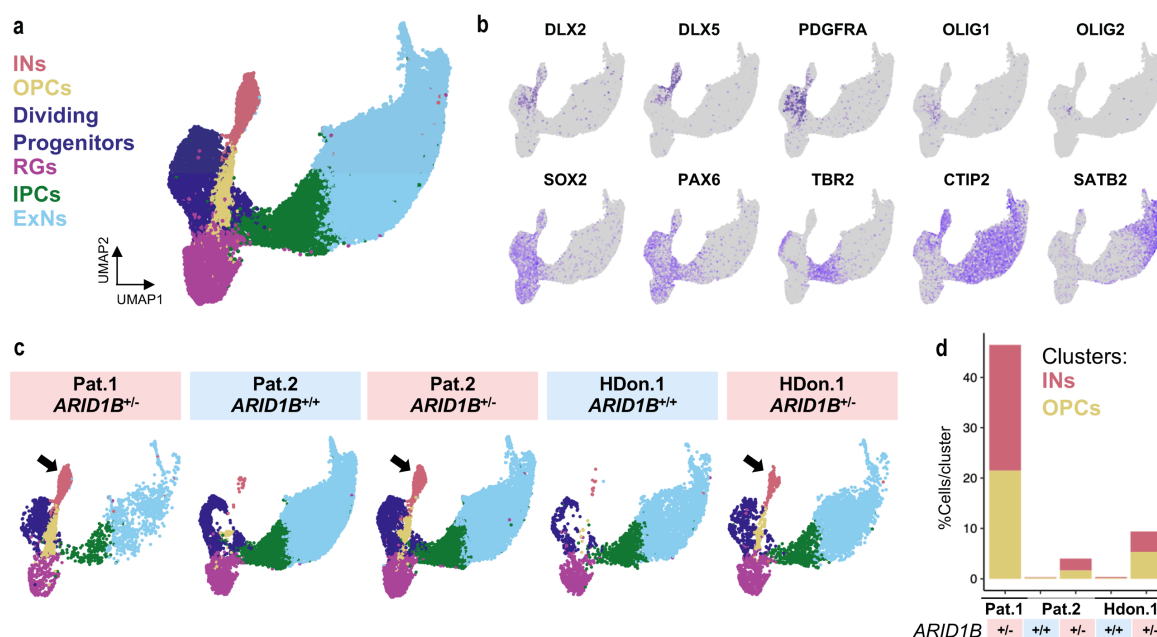 a
INs
OPCs
Dividing
Progenitors
RGs
IPCs
ExNs
UMAP2
UMAP1
b
DLX2 DLX5 PDGFRA OLIG1 OLIG2
SOX2 PAX6 TBR2 CTIP2 SATB2
c
Pat.1
ARID1B+/-
Pat.2
ARID1B+/+
Pat.2
ARID1B+/-
HDon.1
ARID1B+/+
HDon.1
ARID1B+/-
d
Clusters:
INs
OPCs
%Cells/cluster
40
30
20
10
0
Pat.1 Pat.2 Hdon.1
ARID1B +/- +/+ +/- +/+ +/-